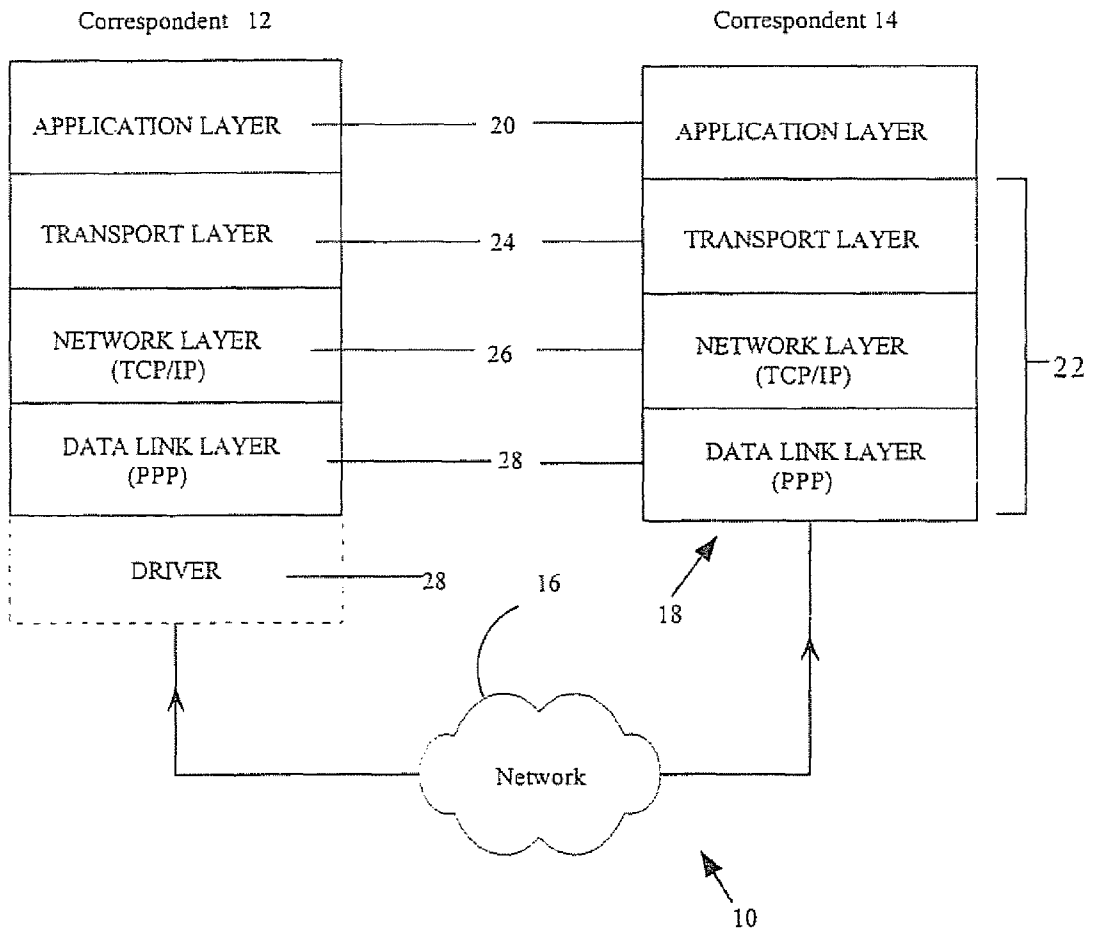 Correspondent 12
Correspondent 14
APPLICATION LAYER
20
APPLICATION LAYER
TRANSPORT LAYER
24
TRANSPORT LAYER
22
NETWORK LAYER
(TCP/IP)
26
NETWORK LAYER
(TCP/IP)
DATA LINK LAYER
(PPP)
28
DATA LINK LAYER
(PPP)
DRIVER
28
16
18
Network
10